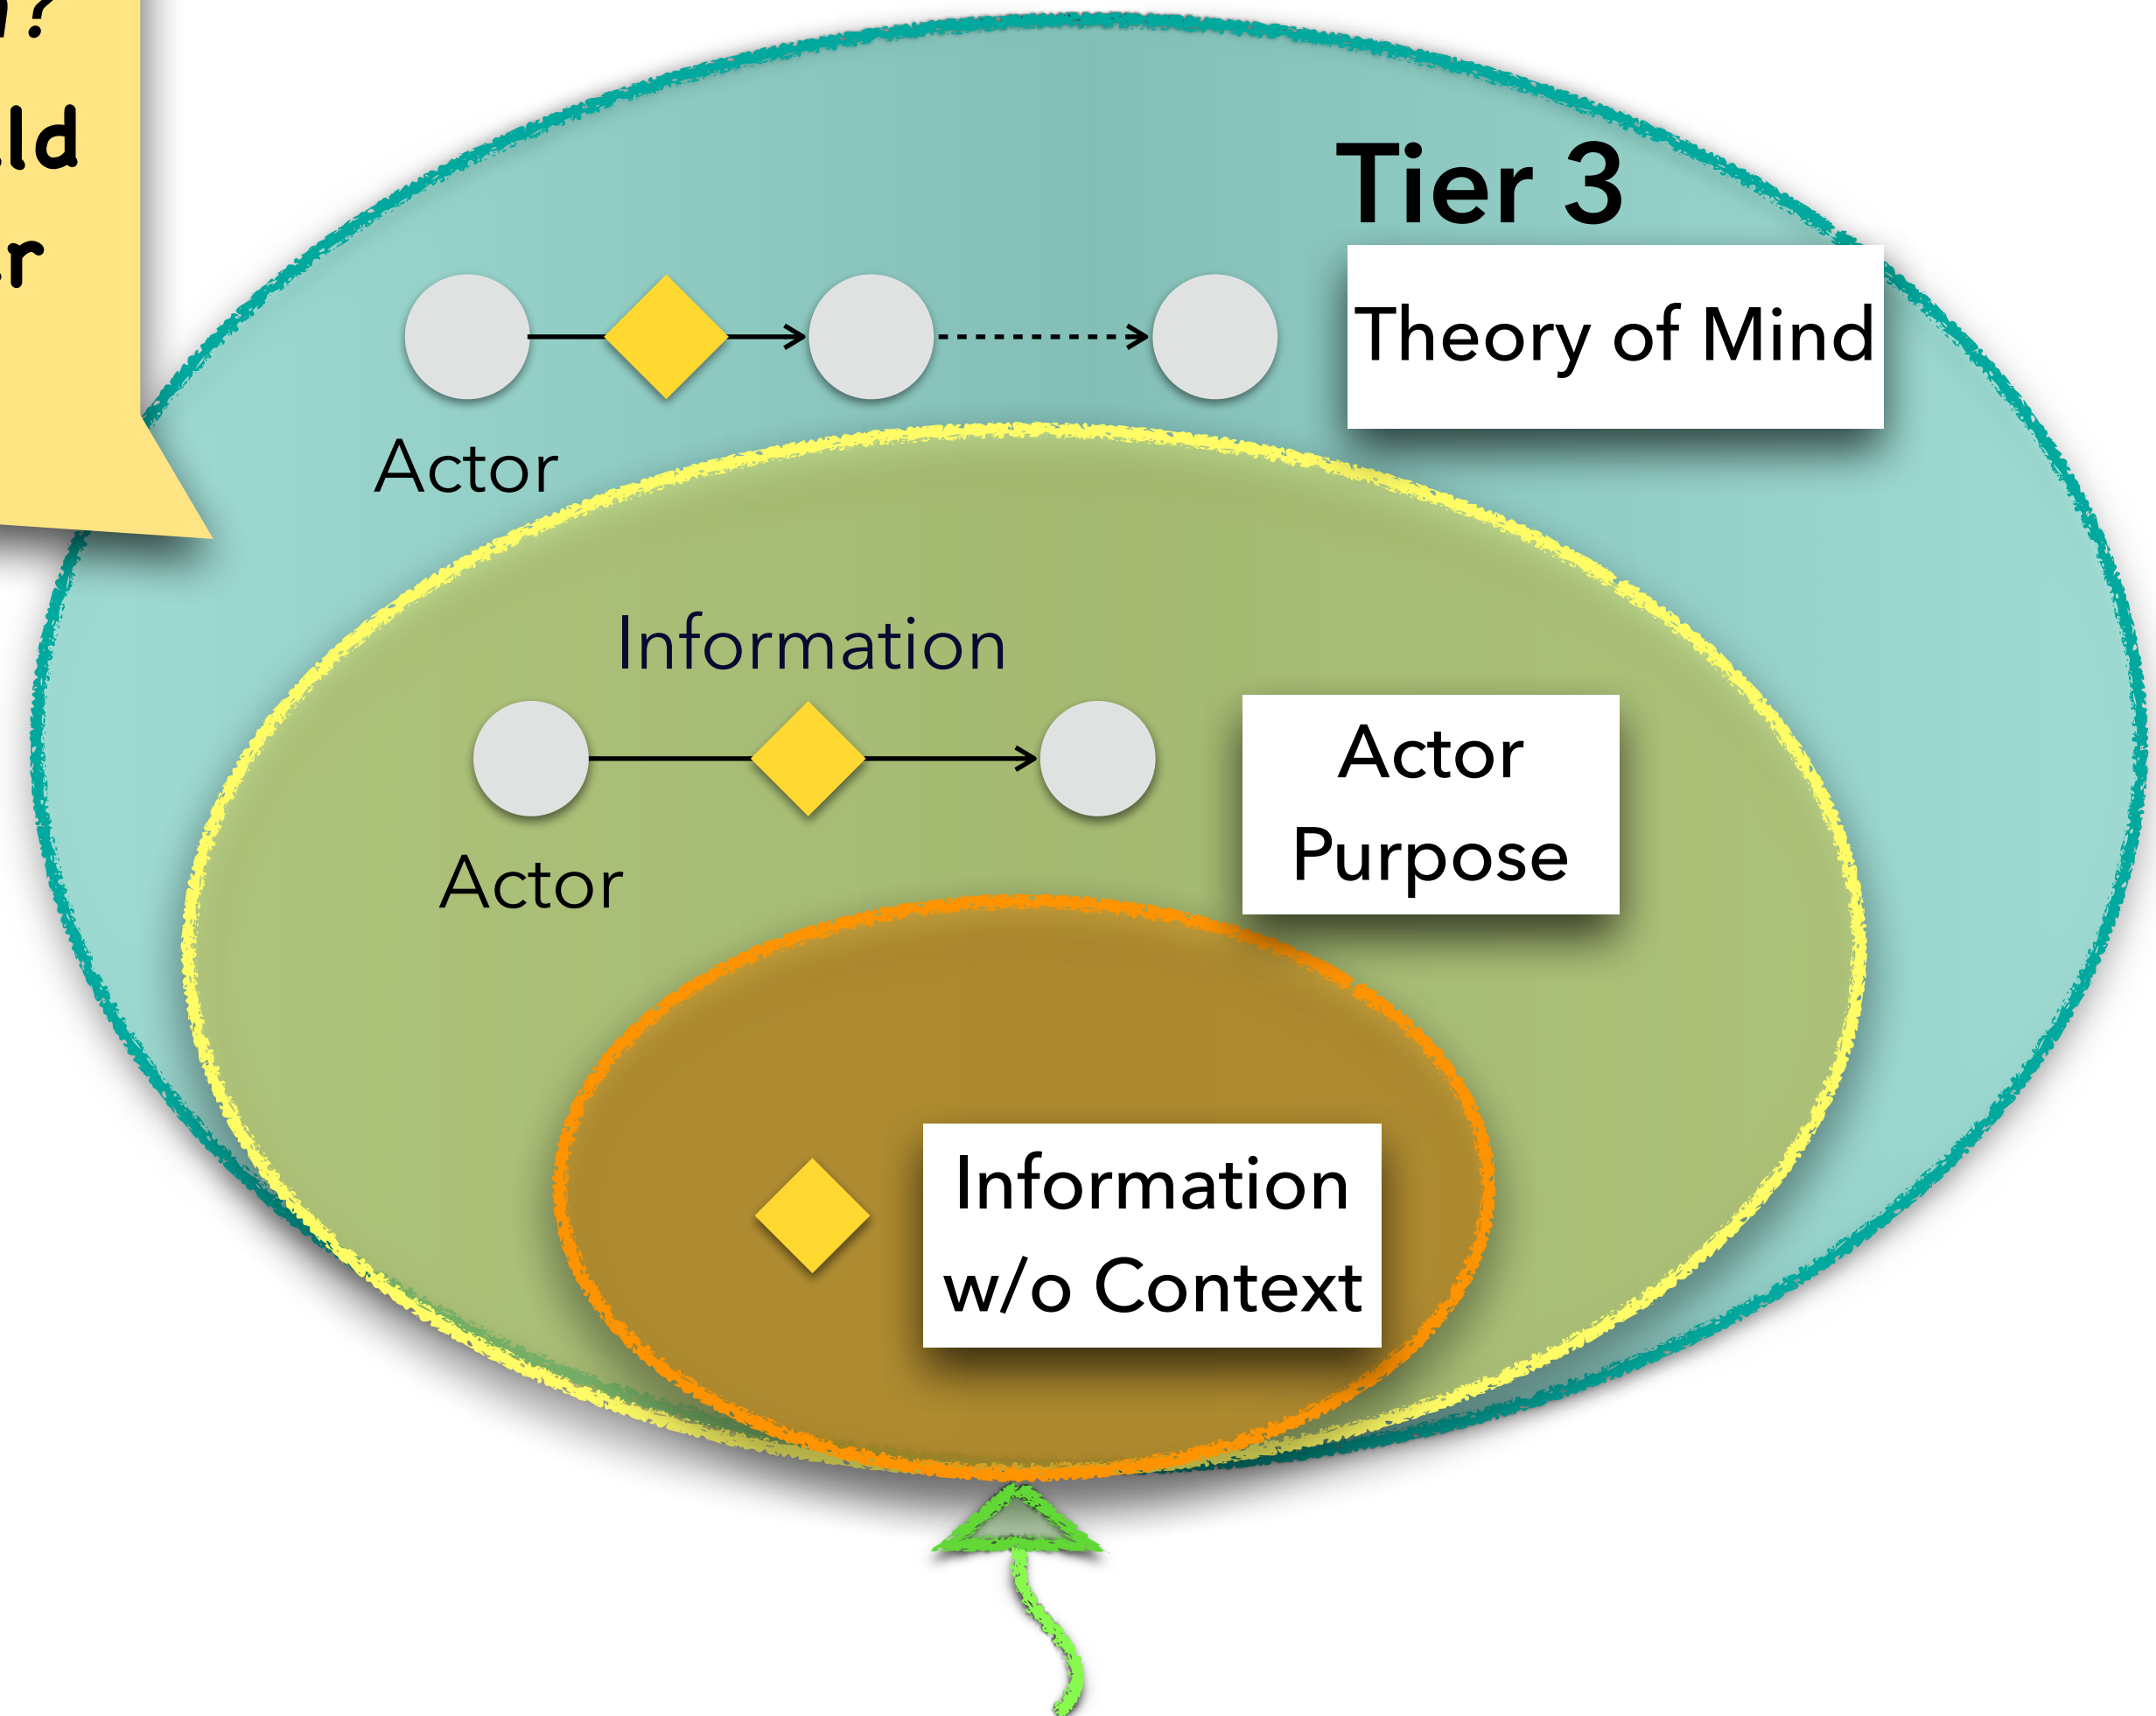 Tier 3
Theory of Mind
Actor
Information
Actor
Purpose
Actor
Information
w/o Context